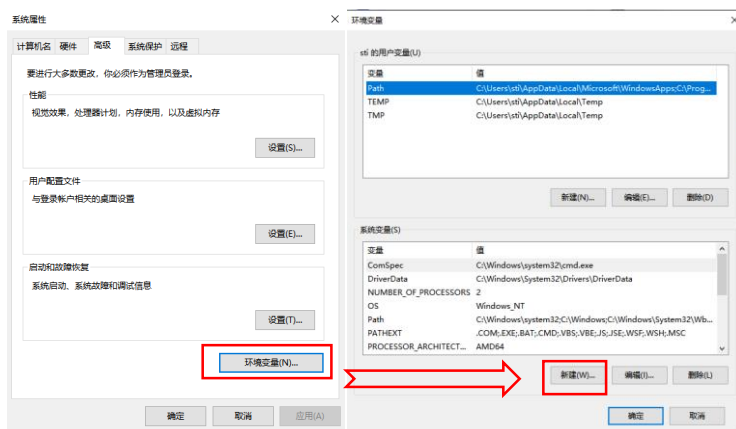 系统属性
计算机名 硬件 高级 系统保护 远程
要进行大多数更改，你必须作为管理员登录。
性能
视觉效果，处理器计划，内存使用，以及虚拟内存
设置(S)...
用户配置文件
与登录帐户相关的桌面设置
设置(E)...
启动和故障恢复
系统启动、系统故障和调试信息
设置(T)...
环境变量(N)...
确定 取消 应用(A)
环境变量
sti 的用户变量(U)
变量 值
Path C:\Users\sti\AppData\Local\Microsoft\WindowsApps;C:\Prog...
TEMP C:\Users\sti\AppData\Local\Temp
TMP C:\Users\sti\AppData\Local\Temp
新建(N)... 编辑(E)... 删除(D)
系统变量(S)
变量 值
ComSpec C:\Windows\system32\cmd.exe
DriverData C:\Windows\System32\Drivers\DriverData
NUMBER_OF_PROCESSORS 2
OS Windows_NT
Path C:\Windows\system32;C:\Windows;C:\Windows\System32\Wb...
PATHEXT .COM;.EXE;.BAT;.CMD;.VBS;.VBE;.JS;.JSE;.WSF;.WSH;.MSC
PROCESSOR_ARCHITECT... AMD64
新建(W)... 编辑(I)... 删除(L)
确定 取消